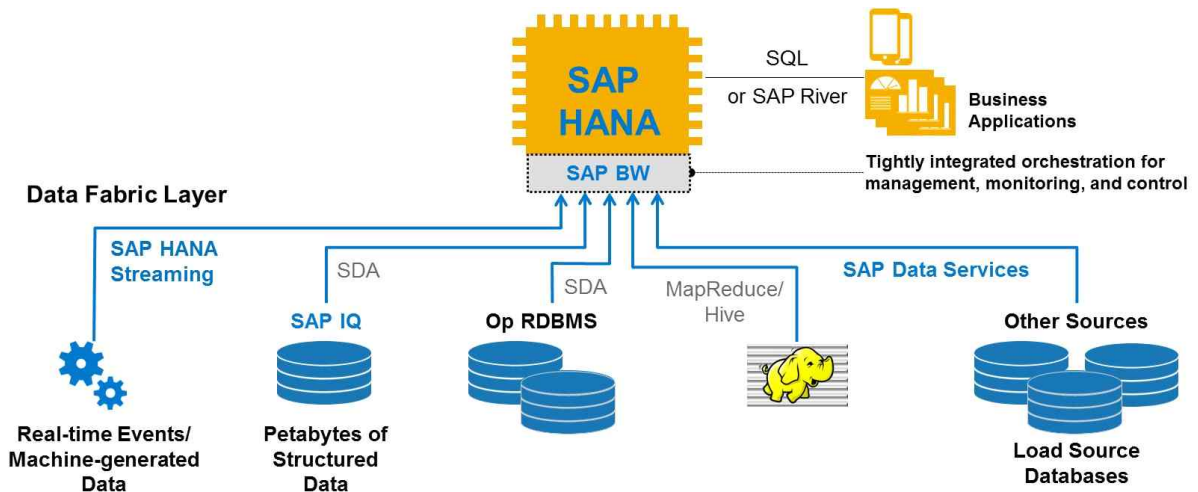 SAP
HANA
SAP BW
SQL
or SAP River
Business
Applications
Tightly integrated orchestration for
management, monitoring, and control
Data Fabric Layer
SAP HANA
Streaming
SDA
SDA
MapReduce/
Hive
SAP Data Services
SAP IQ
Op RDBMS
Other Sources
Real-time Events/
Machine-generated
Data
Petabytes of
Structured
Data
Load Source
Databases